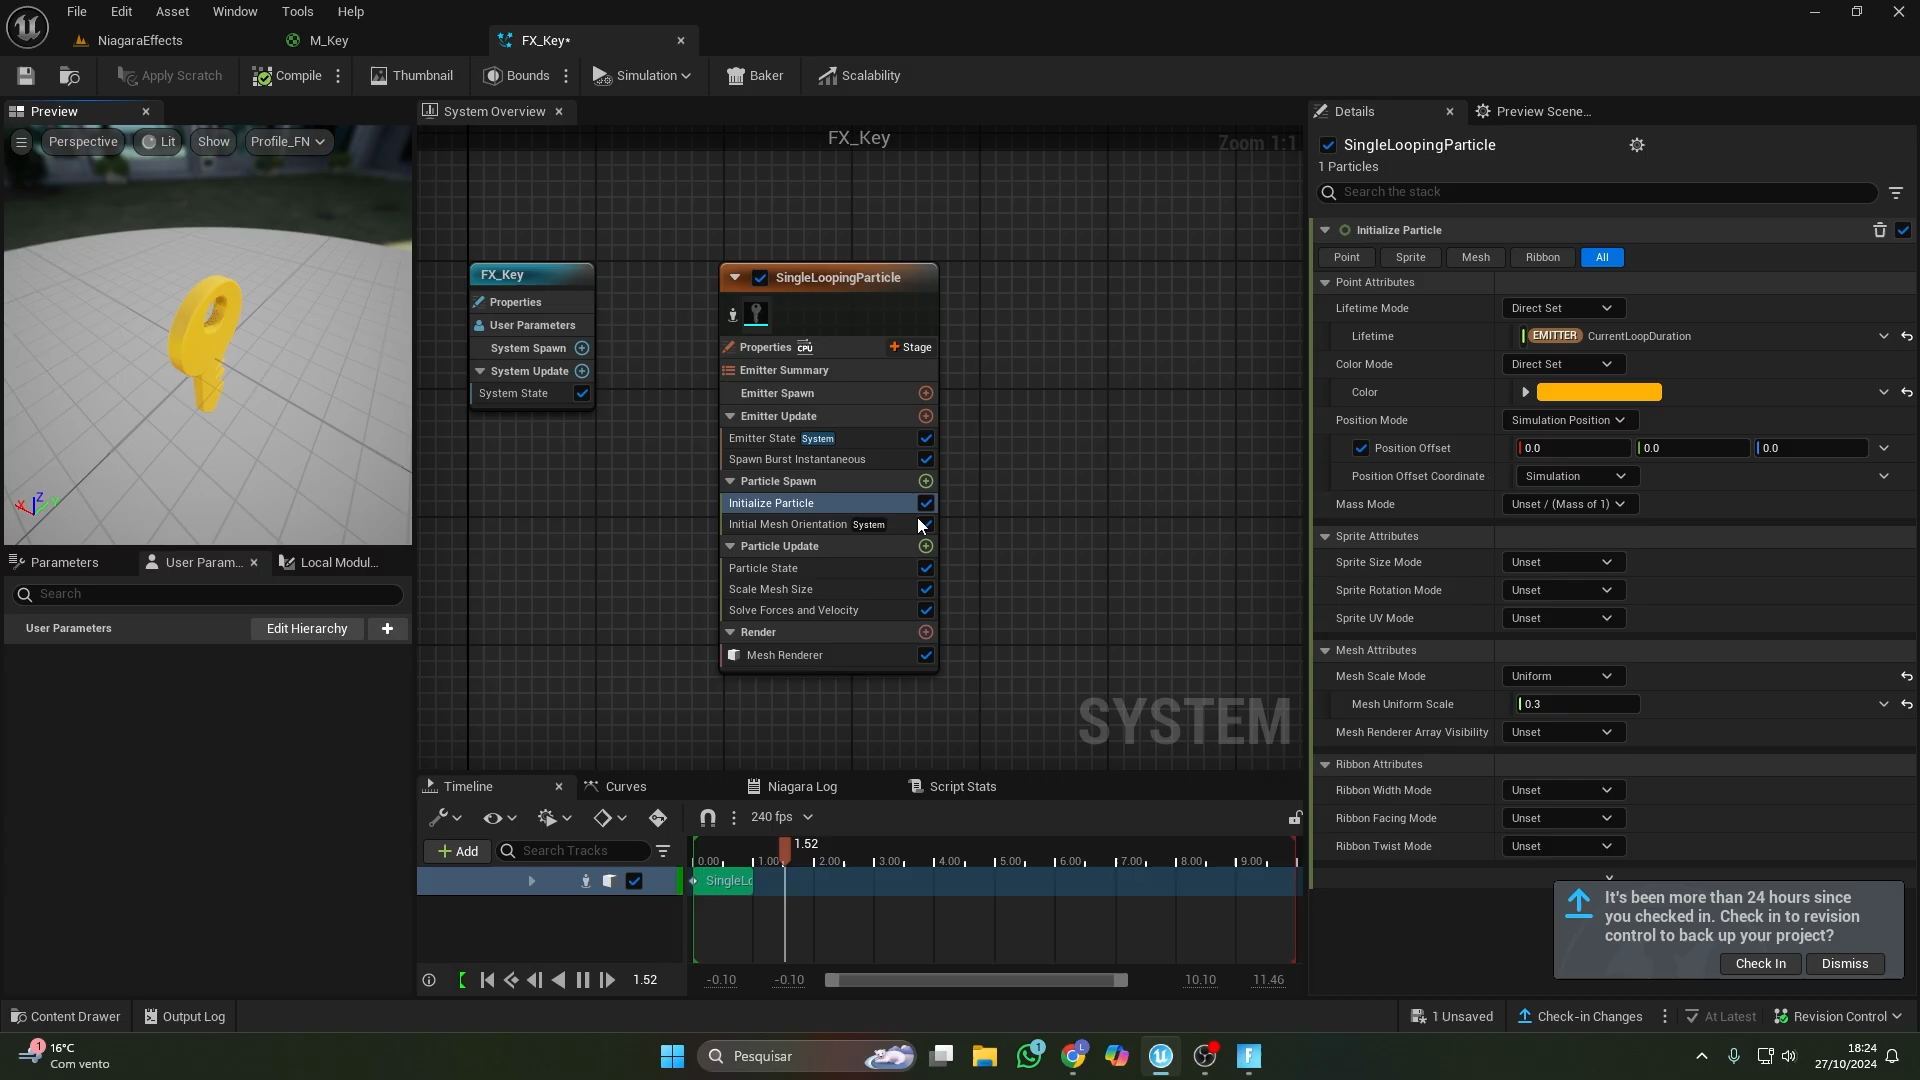 File Edit Asset Window Tools Help
NiagaraEffects M_Key FX_Key*
Apply Scratch Compile Thumbnail Bounds Simulation Baker Scalability
Preview
Perspective Lit Show Profile_FN
X Z Y
Parameters User Param... Local Modul...
Search
User Parameters Edit Hierarchy
System Overview
FX_Key
Zoom 1:1
FX_Key
Properties
User Parameters
System Spawn
System Update
System State
SingleLoopingParticle
Properties CPU Stage
Emitter Summary
Emitter Spawn
Emitter Update
Emitter State System
Spawn Burst Instantaneous
Particle Spawn
Initialize Particle
Initial Mesh Orientation System
Particle Update
Particle State
Scale Mesh Size
Solve Forces and Velocity
Render
Mesh Renderer
SYSTEM
Timeline Curves Niagara Log Script Stats
240 fps
Add Search Tracks
1.52
0.00 1.00 2.00 3.00 4.00 5.00 6.00 7.00 8.00 9.00
SingleLo
1.52 -0.10 -0.10 10.10 11.46
Details Preview Scene...
SingleLoopingParticle
1 Particles
Search the stack
Initialize Particle
Point Sprite Mesh Ribbon All
Point Attributes
Lifetime Mode Direct Set
Lifetime EMITTER CurrentLoopDuration
Color Mode Direct Set
Color
Position Mode Simulation Position
Position Offset 0.0 0.0 0.0
Position Offset Coordinate Simulation
Mass Mode Unset / (Mass of 1)
Sprite Attributes
Sprite Size Mode Unset
Sprite Rotation Mode Unset
Sprite UV Mode Unset
Mesh Attributes
Mesh Scale Mode Uniform
Mesh Uniform Scale 0.3
Mesh Renderer Array Visibility Unset
Ribbon Attributes
Ribbon Width Mode Unset
Ribbon Facing Mode Unset
Ribbon Twist Mode Unset
It's been more than 24 hours since
you checked in. Check in to revision
control to back up your project?
Check In Dismiss
Content Drawer Output Log 1 Unsaved Check-in Changes At Latest Revision Control
1
16°C
Com vento
Pesquisar
1
L
18:24
27/10/2024